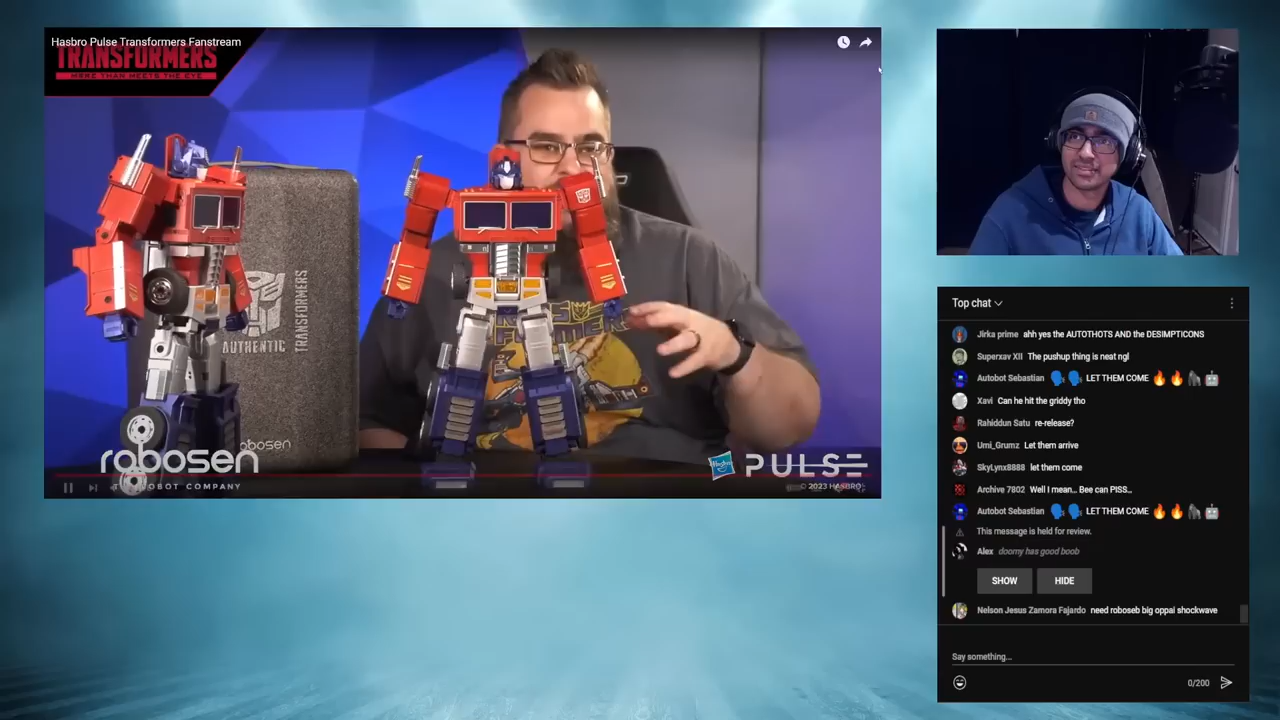 Hasbro Pulse Transformers Fanstream
TRANSFORMERS
MORE THAN MEETS THE EYE
AUTHENTIC
TRANSFORMERS
robosen
robosen
ROBOT COMPANY
Hasbro
PULSE
© 2023 HASBRO
Top chat
Jirka prime ahh yes the AUTOTHOTS AND the DESIMPTICONS
Superxav XII The pushup thing is neat ngl
Autobot Sebastian 🗣️ 🗣️ LET THEM COME 🔥 🔥 🦍 🤖
Xavi Can he hit the griddy tho
Rahiddun Satu re-release?
Umi_Grumz Let them arrive
SkyLynx8888 let them come
Archive 7802 Well I mean... Bee can PISS...
Autobot Sebastian 🗣️ 🗣️ LET THEM COME 🔥 🔥 🦍 🤖
This message is held for review.
Alex doomy has good boob
SHOW HIDE
Nelson Jesus Zamora Fajardo need roboseb big oppai shockwave
Say something...
0/200